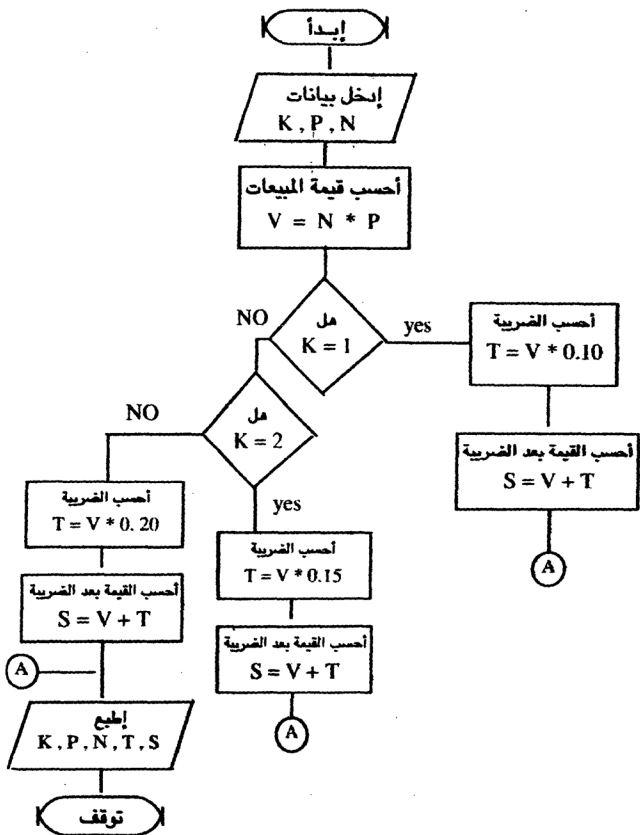 إبدأ
إدخل بيانات
K , P , N
أحسب قيمة المبيعات
V = N * P
هل
K = 1
NO
yes
أحسب الضريبة
T = V * 0.10
أحسب القيمة بعد الضريبة
S = V + T
A
هل
K = 2
NO
yes
أحسب الضريبة
T = V * 0.15
أحسب القيمة بعد الضريبة
S = V + T
A
أحسب الضريبة
T = V * 0.20
أحسب القيمة بعد الضريبة
S = V + T
A
إطبع
K , P , N , T , S
توقف